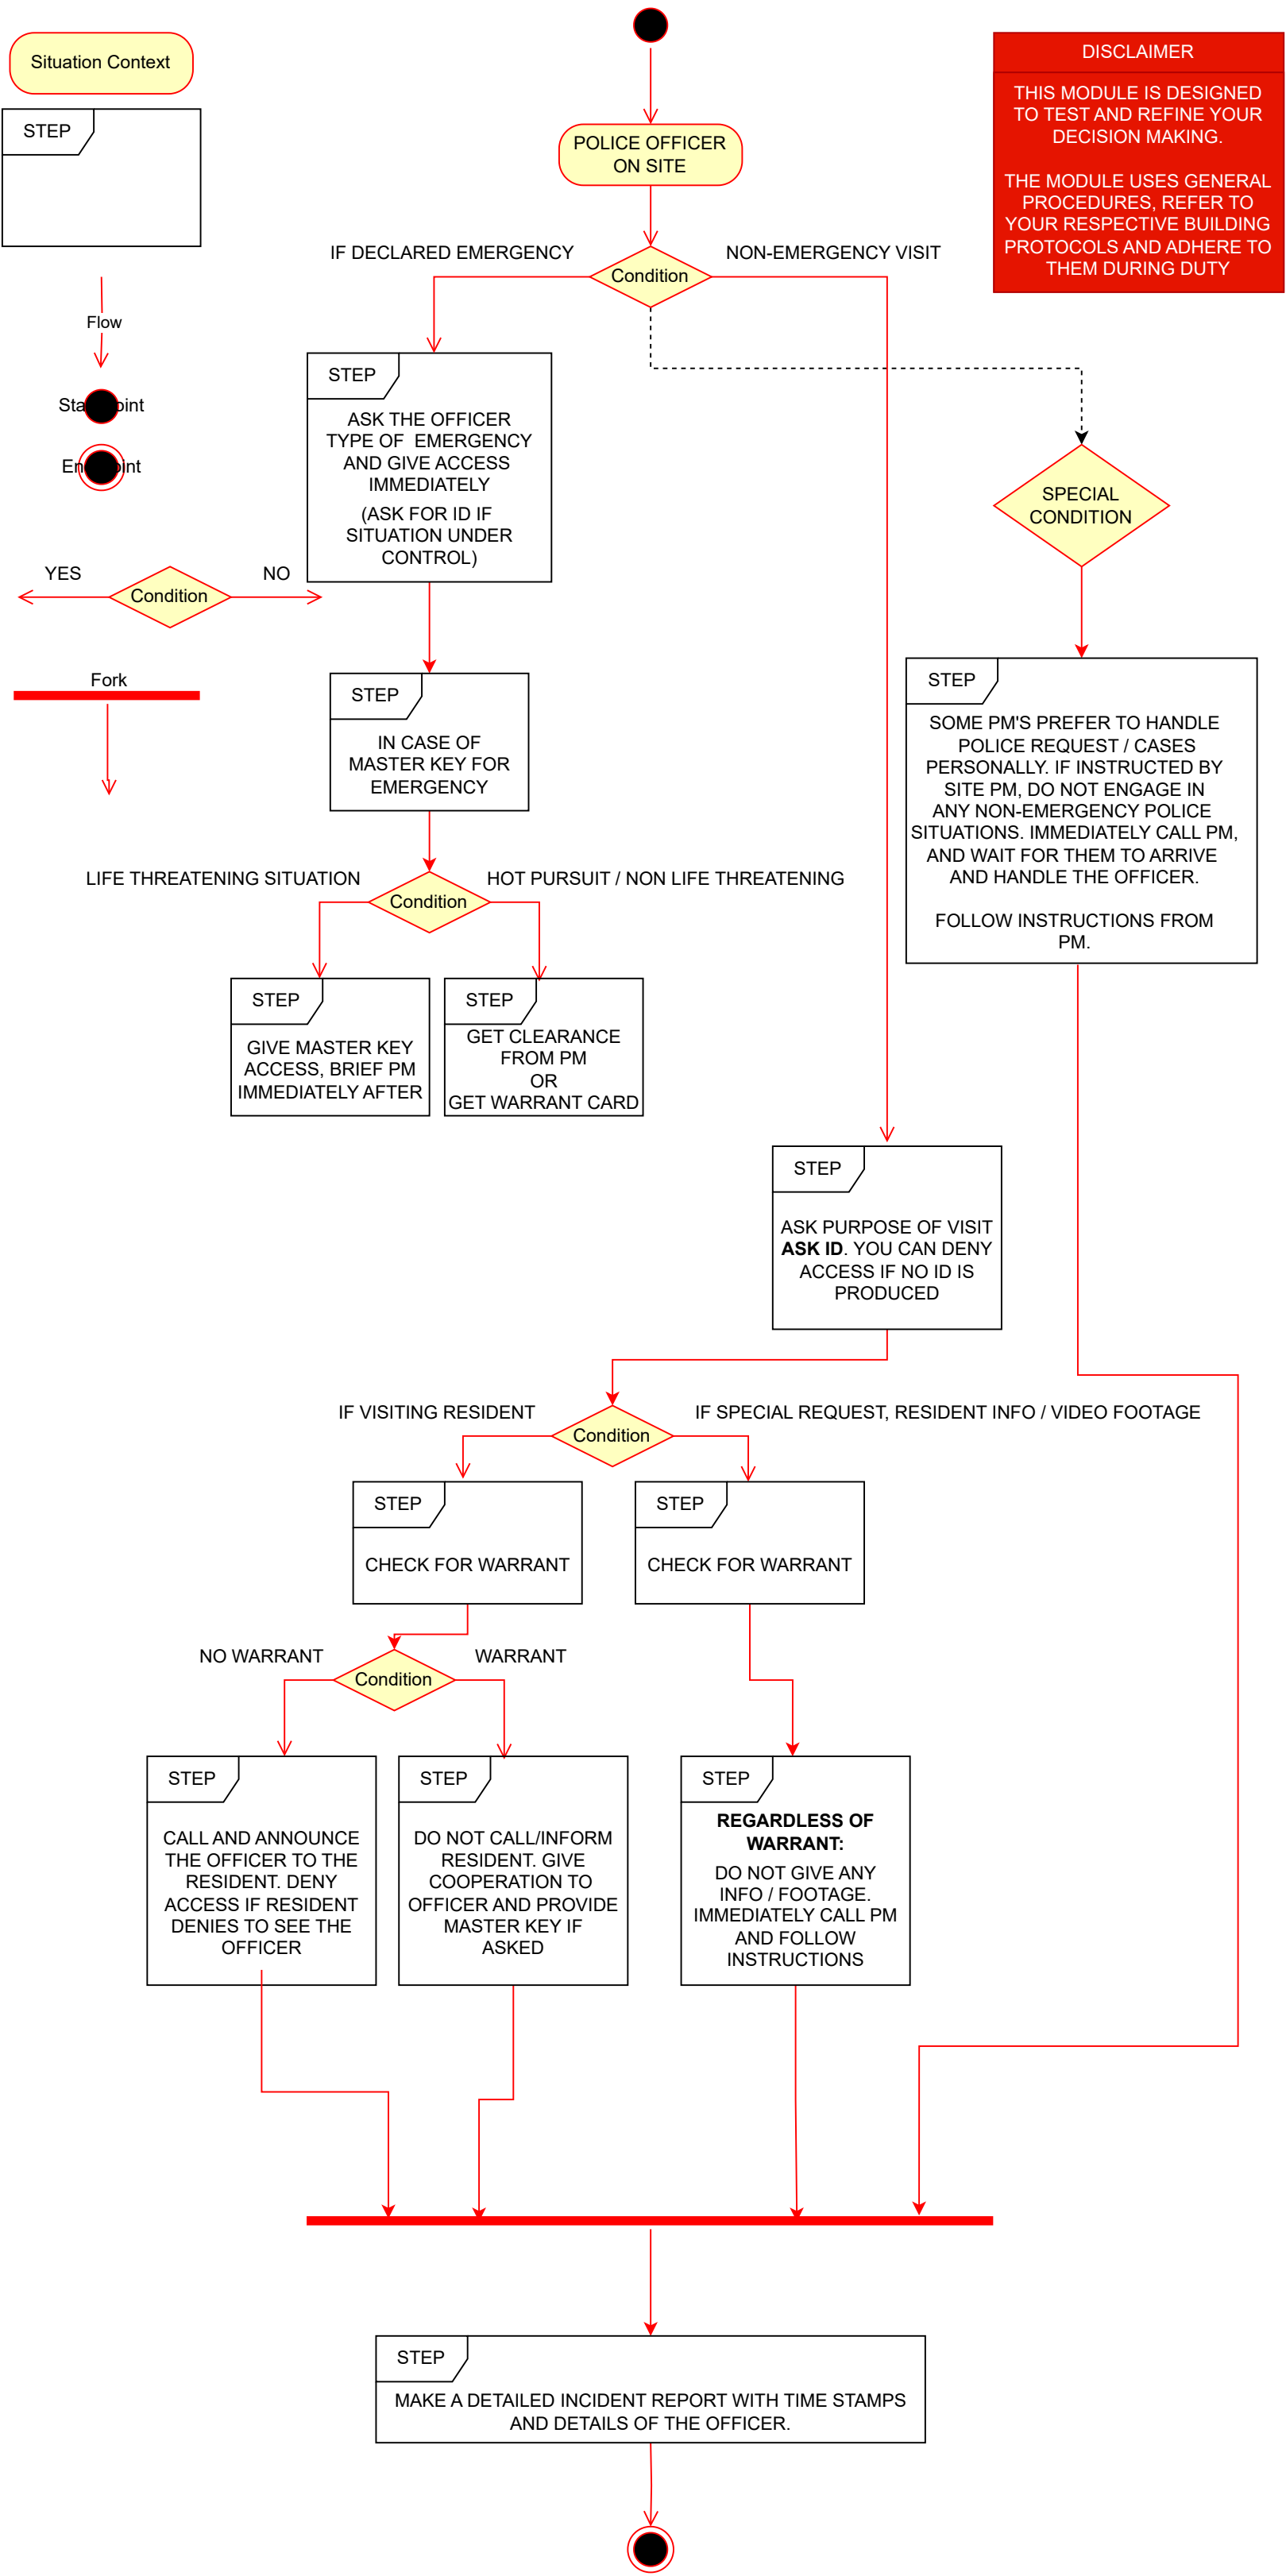 Situation Context
STEP
Flow
Start Point
End Point
YES
Condition
NO
Fork
DISCLAIMER
THIS MODULE IS DESIGNED
TO TEST AND REFINE YOUR
DECISION MAKING.
THE MODULE USES GENERAL
PROCEDURES, REFER TO
YOUR RESPECTIVE BUILDING
PROTOCOLS AND ADHERE TO
THEM DURING DUTY
POLICE OFFICER
ON SITE
IF DECLARED EMERGENCY
Condition
NON-EMERGENCY VISIT
STEP
ASK THE OFFICER
TYPE OF EMERGENCY
AND GIVE ACCESS
IMMEDIATELY
(ASK FOR ID IF
SITUATION UNDER
CONTROL)
SPECIAL
CONDITION
STEP
IN CASE OF
MASTER KEY FOR
EMERGENCY
STEP
SOME PM'S PREFER TO HANDLE
POLICE REQUEST / CASES
PERSONALLY. IF INSTRUCTED BY
SITE PM, DO NOT ENGAGE IN
ANY NON-EMERGENCY POLICE
SITUATIONS. IMMEDIATELY CALL PM,
AND WAIT FOR THEM TO ARRIVE
AND HANDLE THE OFFICER.
FOLLOW INSTRUCTIONS FROM
PM.
LIFE THREATENING SITUATION
Condition
HOT PURSUIT / NON LIFE THREATENING
STEP
GIVE MASTER KEY
ACCESS, BRIEF PM
IMMEDIATELY AFTER
STEP
GET CLEARANCE
FROM PM
OR
GET WARRANT CARD
STEP
ASK PURPOSE OF VISIT
ASK ID. YOU CAN DENY
ACCESS IF NO ID IS
PRODUCED
IF VISITING RESIDENT
Condition
IF SPECIAL REQUEST, RESIDENT INFO / VIDEO FOOTAGE
STEP
CHECK FOR WARRANT
STEP
CHECK FOR WARRANT
NO WARRANT
Condition
WARRANT
STEP
CALL AND ANNOUNCE
THE OFFICER TO THE
RESIDENT. DENY
ACCESS IF RESIDENT
DENIES TO SEE THE
OFFICER
STEP
DO NOT CALL/INFORM
RESIDENT. GIVE
COOPERATION TO
OFFICER AND PROVIDE
MASTER KEY IF
ASKED
STEP
REGARDLESS OF
WARRANT:
DO NOT GIVE ANY
INFO / FOOTAGE.
IMMEDIATELY CALL PM
AND FOLLOW
INSTRUCTIONS
STEP
MAKE A DETAILED INCIDENT REPORT WITH TIME STAMPS
AND DETAILS OF THE OFFICER.